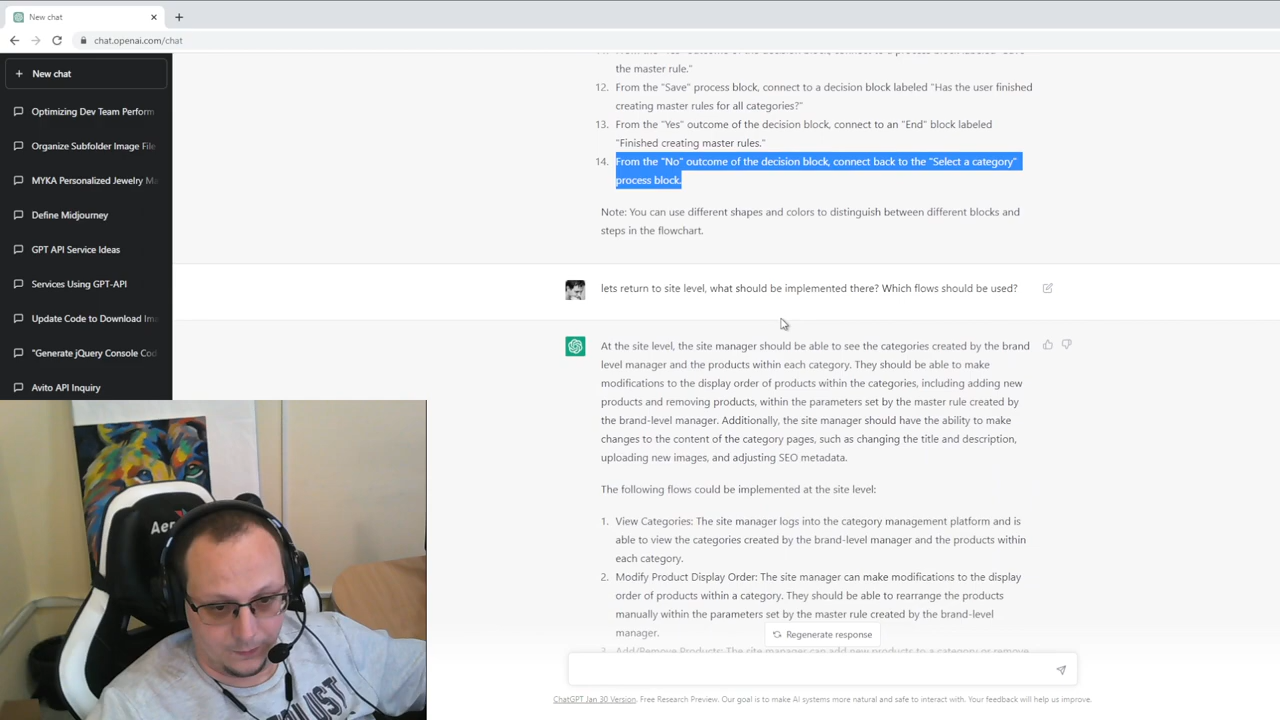 New chat
chat.openai.com/chat
New chat
Optimizing Dev Team Perform
Organize Subfolder Image File
MYKA Personalized Jewelry M
Define Midjourney
GPT API Service Ideas
Services Using GPT-API
Update Code to Download Ima
"Generate jQuery Console Cod
Avito API Inquiry
the master rule."
12. From the "Save" process block, connect to a decision block labeled "Has the user finished
creating master rules for all categories?"
13. From the "Yes" outcome of the decision block, connect to an "End" block labeled
"Finished creating master rules."
14. From the "No" outcome of the decision block, connect back to the "Select a category"
process block.
Note: You can use different shapes and colors to distinguish between different blocks and
steps in the flowchart.
lets return to site level, what should be implemented there? Which flows should be used?
At the site level, the site manager should be able to see the categories created by the brand
level manager and the products within each category. They should be able to make
modifications to the display order of products within the categories, including adding new
products and removing products, within the parameters set by the master rule created by
the brand-level manager. Additionally, the site manager should have the ability to make
changes to the content of the category pages, such as changing the title and description,
uploading new images, and adjusting SEO metadata.
The following flows could be implemented at the site level:
1. View Categories: The site manager logs into the category management platform and is
able to view the categories created by the brand-level manager and the products within
each category.
2. Modify Product Display Order: The site manager can make modifications to the display
order of products within a category. They should be able to rearrange the products
manually within the parameters set by the master rule created by the brand-level
manager.
Regenerate response
3. Add/Remove Products: The site manager can add new products to a category or remove
ChatGPT Jan 30 Version. Free Research Preview. Our goal is to make AI systems more natural and safe to interact with. Your feedback will help us improve.